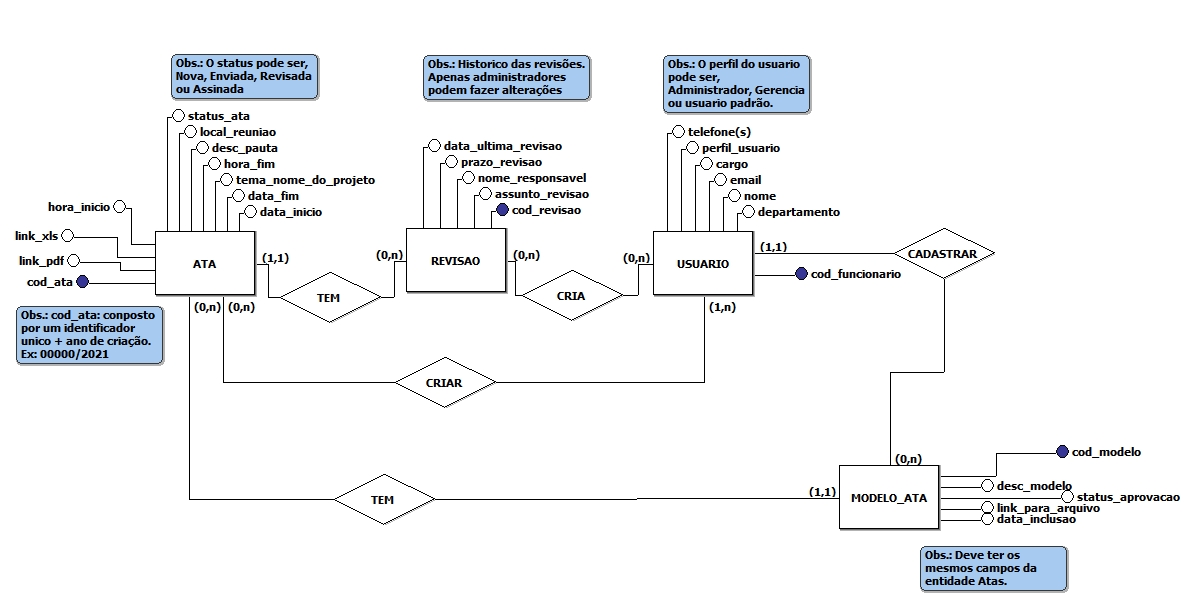 Obs.: O status pode ser,
Nova, Enviada, Revisada
ou Assinada
Obs.: Historico das revisões.
Apenas administradores
podem fazer alterações
Obs.: O perfil do usuario
pode ser,
Administrador, Gerencia
ou usuario padrão.
status_ata
local_reuniao
desc_pauta
hora_fim
tema_nome_do_projeto
data_fim
data_inicio
hora_inicio
link_xls
link_pdf
cod_ata
ATA
(1,1)
(0,n)
(0,n)
Obs.: cod_ata: conposto
por um identificador
unico + ano de criação.
Ex: 00000/2021
TEM
data_ultima_revisao
prazo_revisao
nome_responsavel
assunto_revisao
cod_revisao
(0,n)
REVISAO
(0,n)
CRIA
telefone(s)
perfil_usuario
cargo
email
nome
departamento
(0,n)
USUARIO
(1,1)
cod_funcionario
(1,n)
CADASTRAR
CRIAR
TEM
(0,n)
(1,1)
MODELO_ATA
cod_modelo
desc_modelo
status_aprovacao
link_para_arquivo
data_inclusao
Obs.: Deve ter os
mesmos campos da
entidade Atas.